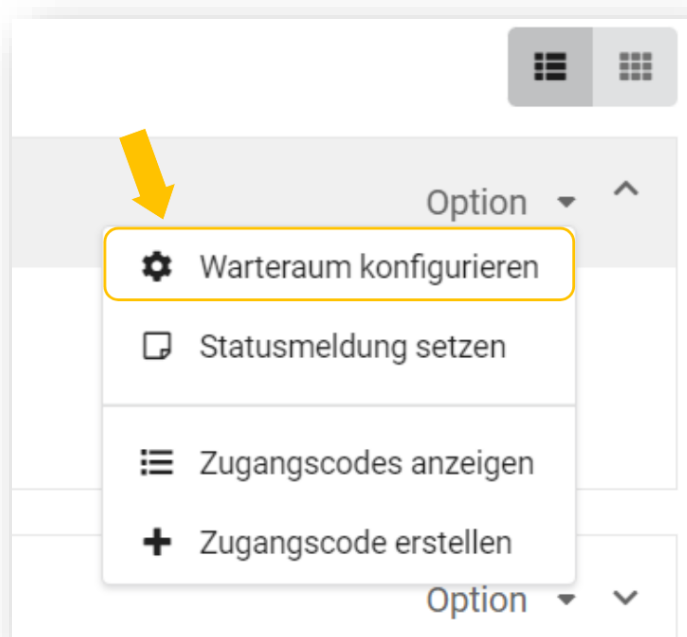 Option
Warteraum konfigurieren
Statusmeldung setzen
Zugangscodes anzeigen
Zugangscode erstellen
Option